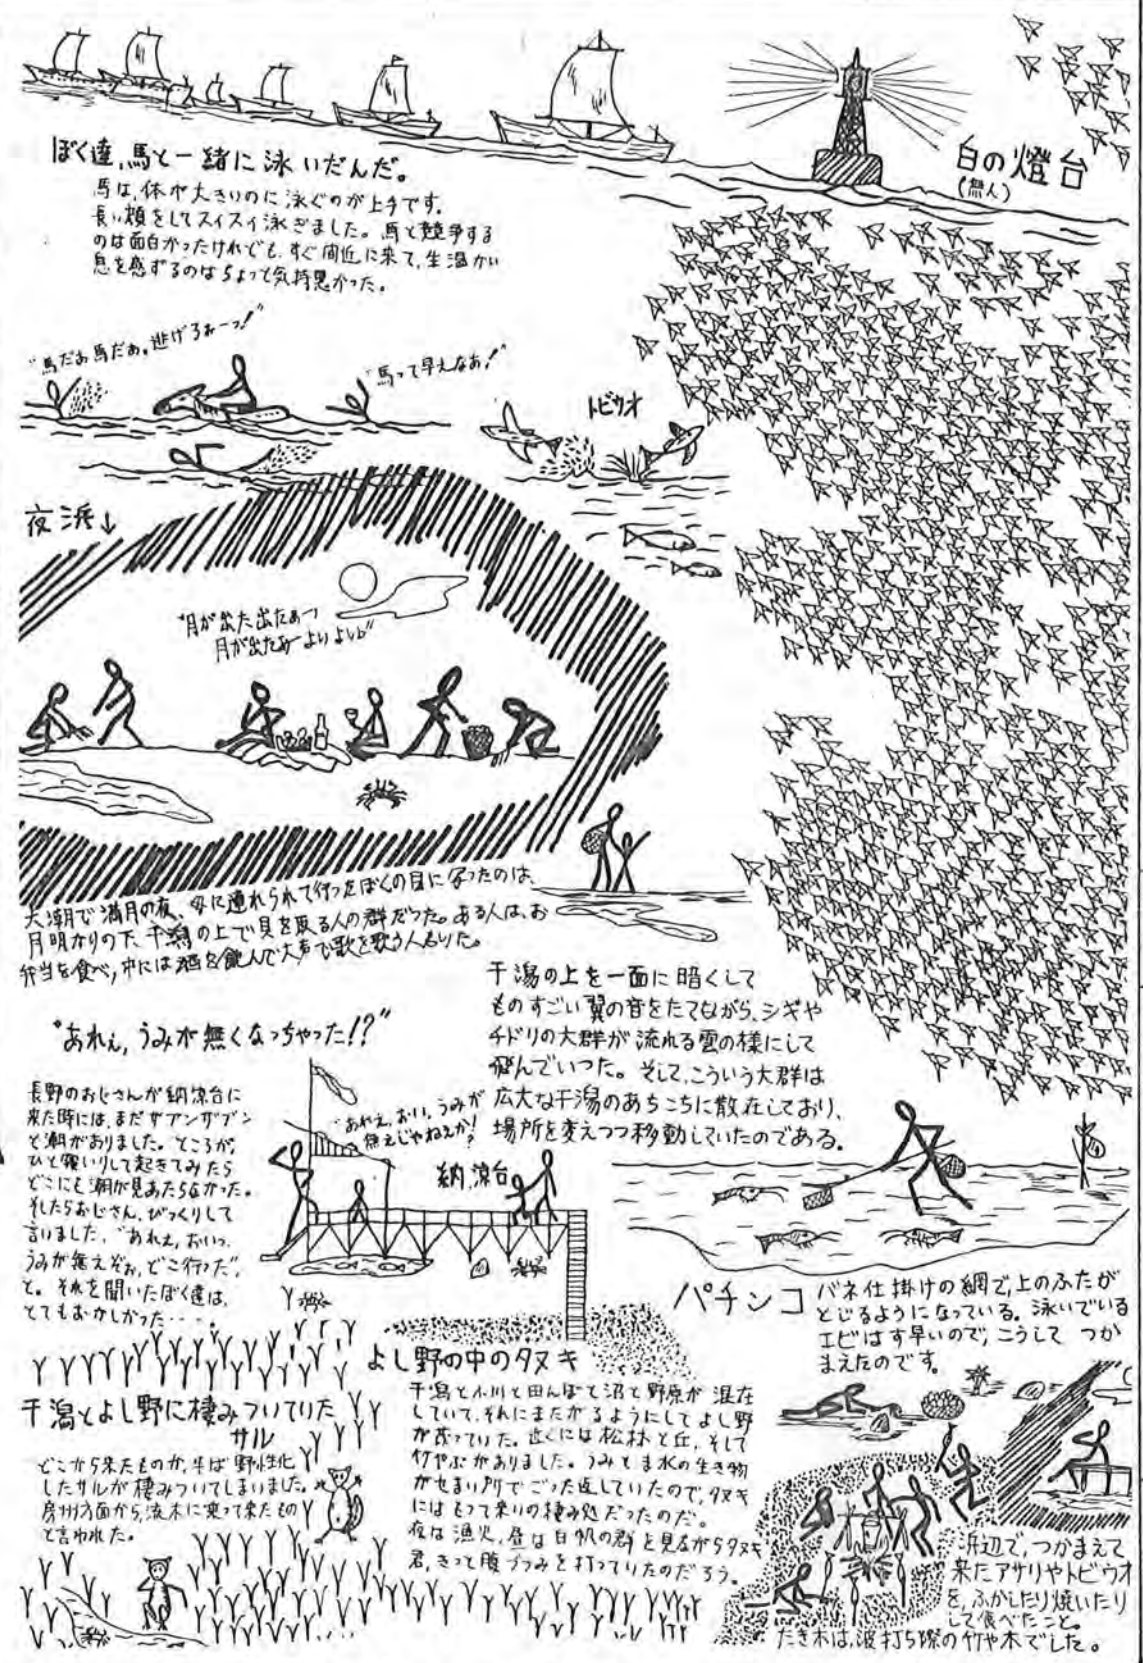 白の燈台
(無人)
ぼく達、馬と一緒に泳いだんだ。
馬は、体が大きいのに泳ぐのが上手です。
長い顔をしてスイスイ泳ぎました。馬と競争する
のは面白かったけれども、すぐ間近に来て、生温かい
息を感ずるのはちょっと気持悪かった。
"馬だぁ馬だぁ。逃げろぁーっ!"
"馬って早えなあ!"
トビウオ
夜浜↓
"月が出た出たぁーっ
月が出たぁーよいよい"
大潮で満月の夜、母に連れられて行ったぼくの目に写ったのは、
月明なりの下、干潟の上で貝を取る人の群だった。ある人は、お
弁当を食べ、中には酒を飲んで大声で歌を歌う人もいた。
干潟の上を一面に暗くして
ものすごい翼の音をたてながら、シギや
チドリの大群が流れる雲の様にして
飛んでいった。そして、こういう大群は
広大な干潟のあちこちに散在しており、
場所を変えつつ移動していたのである。
"あれぇ、うみが無くなっちゃった!?"
長野のおじさんが納涼台に
来た時には、まだザブンザブン
と潮がありました。ところが、
ひと寝いりして起きてみたら
どこにも潮が見あたらなかった。
そしたらおじさん、びっくりして
言いました、"あれえ、おいっ、
うみが無えぞぉ、どこ行った"、
と。それを聞いたぼく達は、
とてもおかしかった・・・・。
"あれえ、おい、うみが
無えじゃねえか!"
納涼台
パチンコ
バネ仕掛けの網で、上のふたが
とじるようになっている。泳いでいる
エビはす早いので、こうして つか
まえたのです。
よし野の中のタヌキ
干潟と小川と田んぼと沼と野原が混在
していて、それにまたがるようにしてよし野
が茂っていた。近くには松林と丘、そして
竹やぶがありました。うみとま水の生き物
がせまい所でごった返していたので、タヌキ
にはもって来いの棲み処だったのだ。
夜は漁火、昼は白帆の群を見ながらタヌキ
君、きっと腹づつみを打っていたのだろう。
干潟とよし野に棲みついていた
サル
どこから来たものか、半ば野性化
したサルが棲みついてしまいました。
房州方面から、流木に乗って来たもの
と言われた。
浜辺で、つかまえて
来たアサリやトビウオ
を、ふかしたり焼いたり
して食べたこと。
たき木は、波打ち際の竹や木でした。